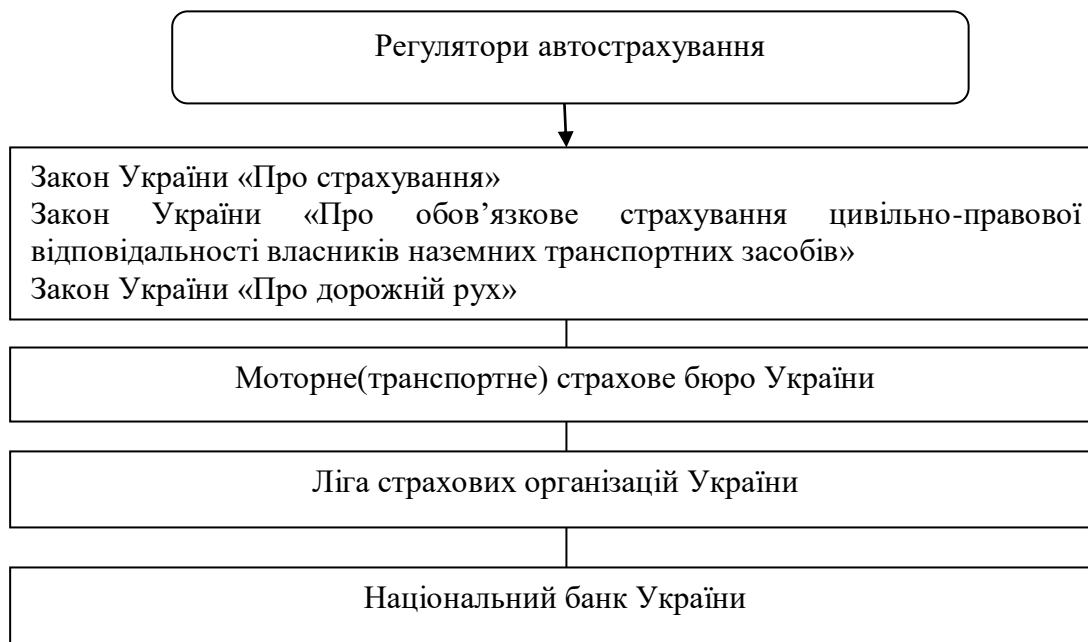 Регулятори автострахування
Закон України «Про страхування»
Закон України «Про обов’язкове страхування цивільно-правової
відповідальності власників наземних транспортних засобів»
Закон України «Про дорожній рух»
Моторне(транспортне) страхове бюро України
Ліга страхових організацій України
Національний банк України